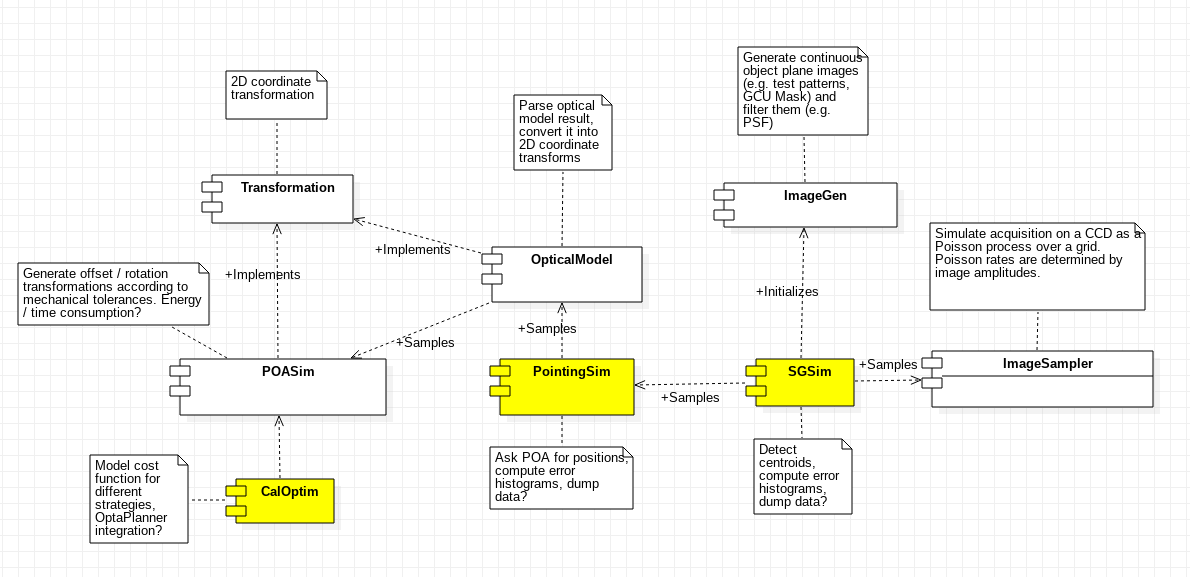 Generate continuous
object plane images
(e.g. test patterns,
GCU Mask) and
filter them (e.g.
PSF)
2D coordinate
transformation
Parse optical
model result,
convert it into
2D coordinate
transforms
Transformation
ImageGen
Simulate acquisition on a CCD as a
Poisson process over a grid.
Poisson rates are determined by
image amplitudes.
+Implements
OpticalModel
Generate offset / rotation
transformations according to
mechanical tolerances. Energy
/ time consumption?
+Implements
+Initializes
+Samples
+Samples
POASim
PointingSim
SGSim
+Samples
ImageSampler
+Samples
Model cost
function for
different
strategies,
OptaPlanner
integration?
CalOptim
Ask POA for positions,
compute error
histograms, dump
data?
Detect
centroids,
compute error
histograms,
dump data?